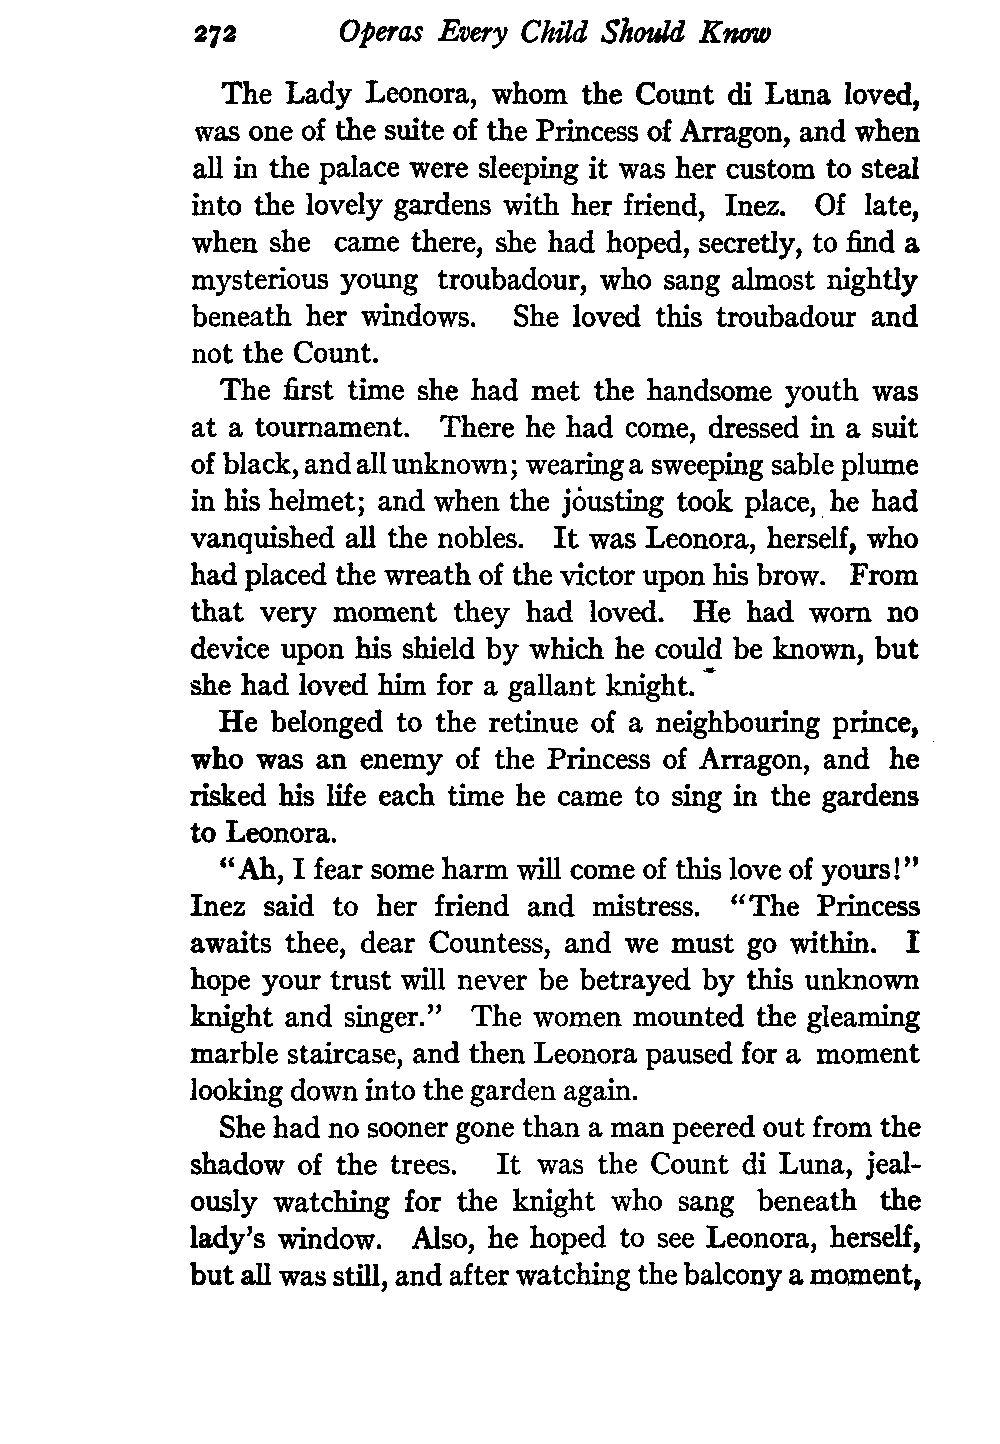 272 Operas Every Child Should Know
The Lady Leonora, whom the Count di Luna loved,
was one of the suite of the Princess of Arragon, and when
all in the palace were sleeping it was her custom to steal
into the lovely gardens with her friend, Inez. Of late,
when she came there, she had hoped, secretly, to find a
mysterious young troubadour, who sang almost nightly
beneath her windows. She loved this troubadour and
not the Count.
The first time she had met the handsome youth was
at a tournament. There he had come, dressed in a suit
of black, and all unknown; wearing a sweeping sable plume
in his helmet; and when the jousting took place, he had
vanquished all the nobles. It was Leonora, herself, who
had placed the wreath of the victor upon his brow. From
that very moment they had loved. He had worn no
device upon his shield by which he could be known, but
she had loved him for a gallant knight.
He belonged to the retinue of a neighbouring prince,
who was an enemy of the Princess of Arragon, and he
risked his life each time he came to sing in the gardens
to Leonora.
"Ah, I fear some harm will come of this love of yours!"
Inez said to her friend and mistress. "The Princess
awaits thee, dear Countess, and we must go within. I
hope your trust will never be betrayed by this unknown
knight and singer." The women mounted the gleaming
marble staircase, and then Leonora paused for a moment
looking down into the garden again.
She had no sooner gone than a man peered out from the
shadow of the trees. It was the Count di Luna, jeal-
ously watching for the knight who sang beneath the
lady's window. Also, he hoped to see Leonora, herself,
but all was still, and after watching the balcony a moment,